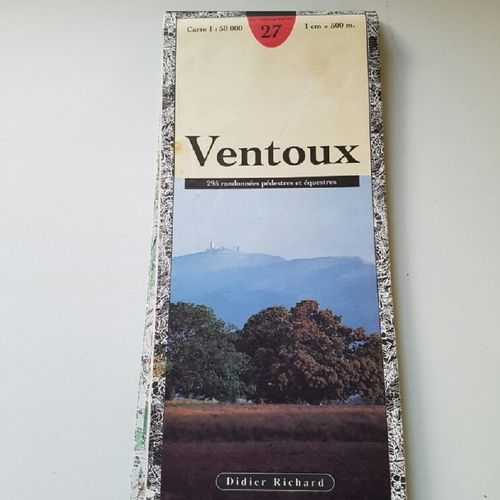 Carte 1 : 50 000
27
1 cm = 500 m.
Ventoux
295 randonnées pédestres et équestres
Didier Richard